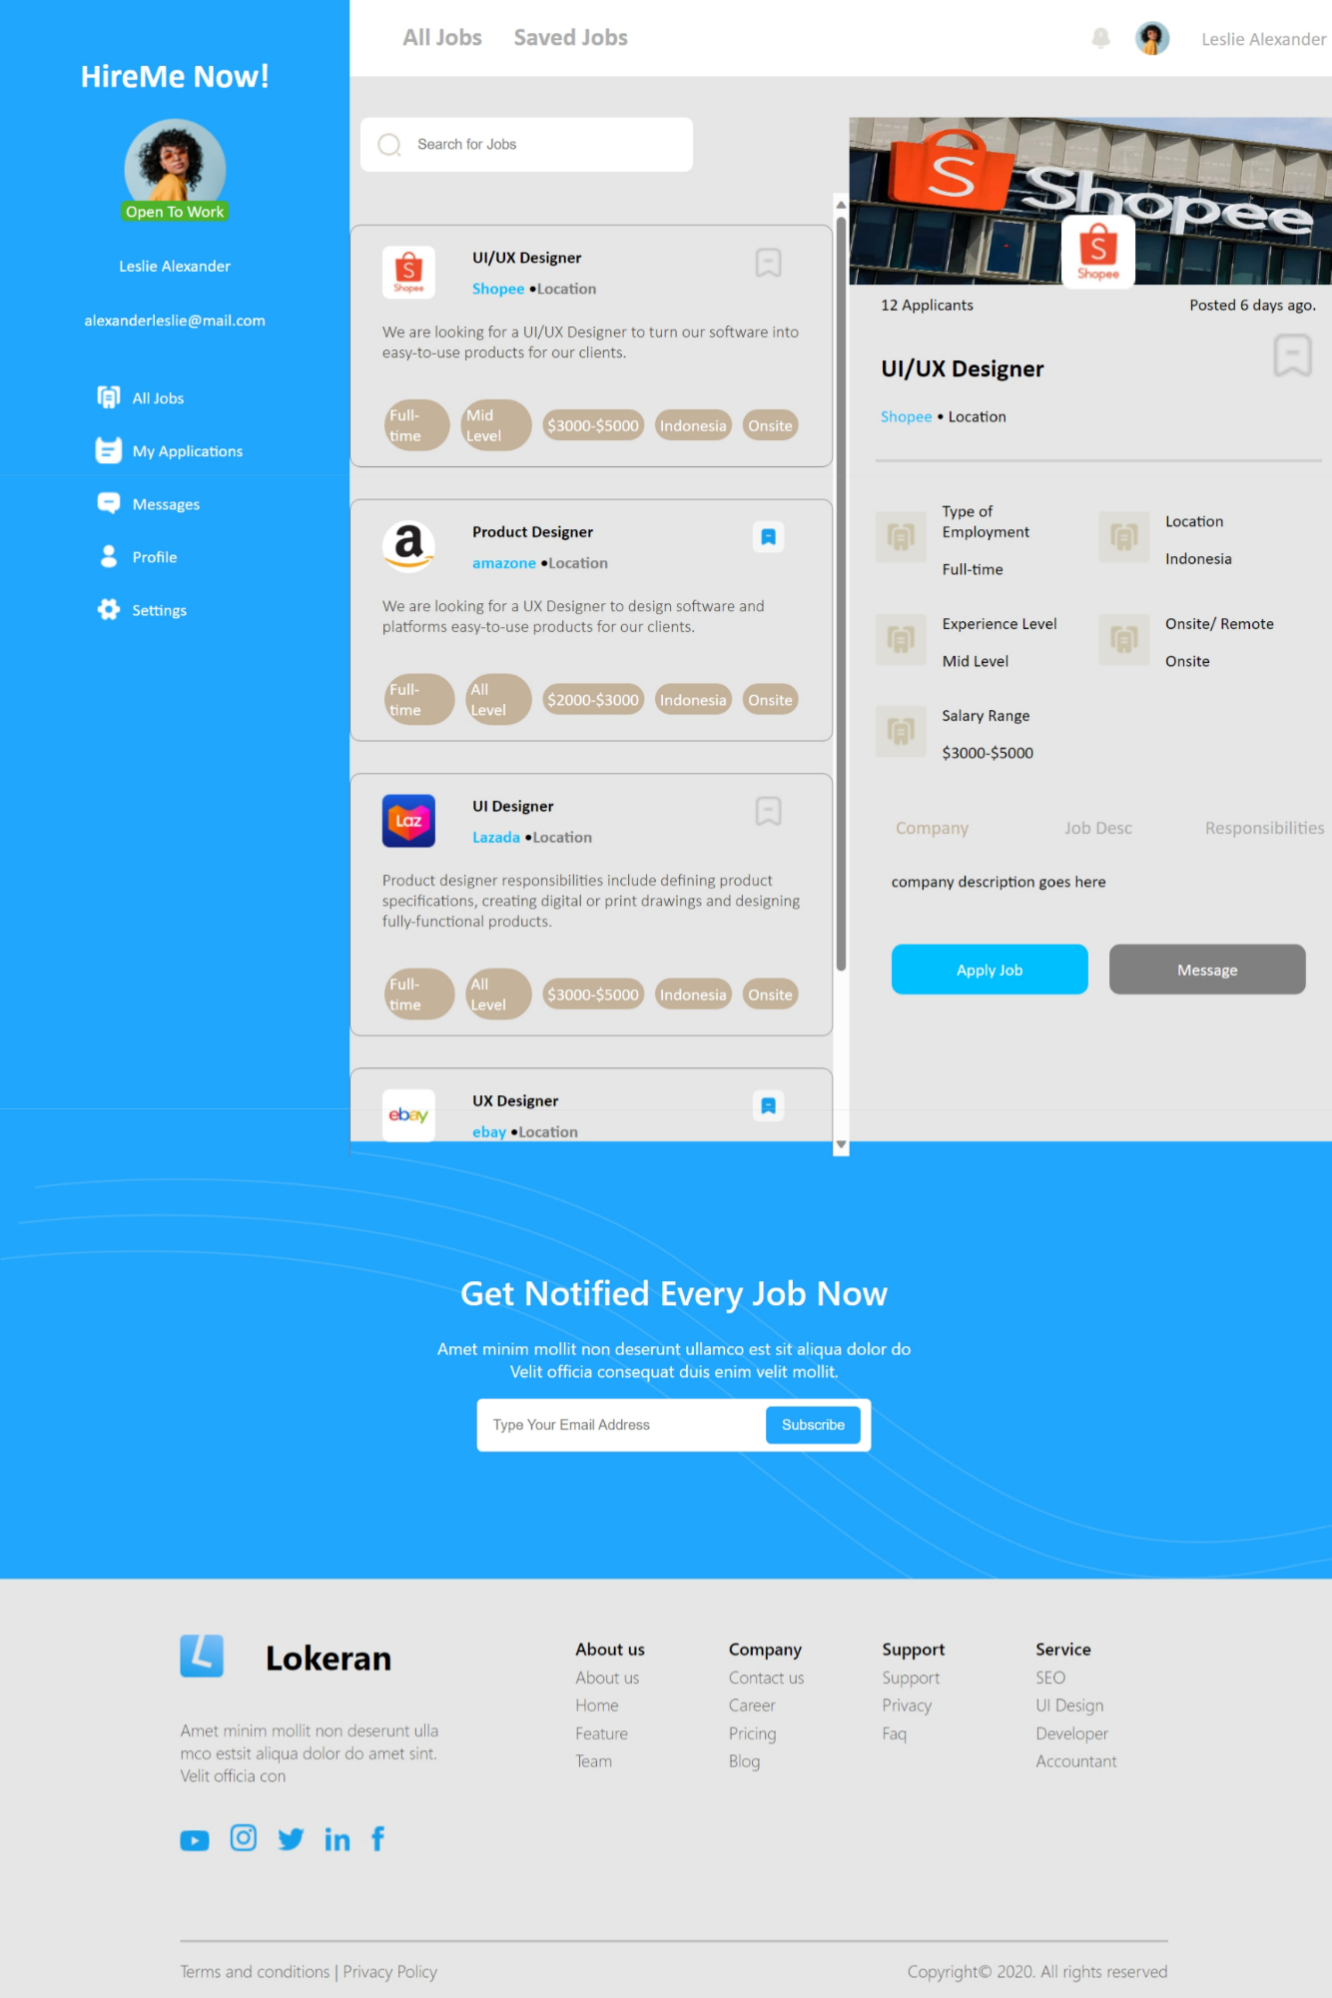 HireMe Now!
Open To Work
Leslie Alexander
alexanderleslie@mail.com
All Jobs
My Applications
Messages
Profile
Settings
All Jobs
Saved Jobs
Leslie Alexander
Search for Jobs
Shopee
UI/UX Designer
Shopee •Location
We are looking for a UI/UX Designer to turn our software into
easy-to-use products for our clients.
Full-
time
Mid
Level
$3000-$5000
Indonesia
Onsite
a
Product Designer
amazone •Location
We are looking for a UX Designer to design software and
platforms easy-to-use products for our clients.
Full-
time
All
Level
$2000-$3000
Indonesia
Onsite
Laz
UI Designer
Lazada •Location
Product designer responsibilities include defining product
specifications, creating digital or print drawings and designing
fully-functional products.
Full-
time
All
Level
$3000-$5000
Indonesia
Onsite
ebay
UX Designer
ebay •Location
S Shopee
S
Shopee
12 Applicants
Posted 6 days ago.
UI/UX Designer
Shopee • Location
Type of
Employment
Full-time
Location
Indonesia
Experience Level
Mid Level
Onsite/ Remote
Onsite
Salary Range
$3000-$5000
Company
Job Desc
Responsibilities
company description goes here
Apply Job
Message
Get Notified Every Job Now
Amet minim mollit non deserunt ullamco est sit aliqua dolor do
Velit officia consequat duis enim velit mollit.
Type Your Email Address
Subscribe
L
Lokeran
Amet minim mollit non deserunt ulla
mco estsit aliqua dolor do amet sint.
Velit officia con
About us
About us
Home
Feature
Team
Company
Contact us
Career
Pricing
Blog
Support
Support
Privacy
Faq
Service
SEO
UI Design
Developer
Accountant
in
f
Terms and conditions | Privacy Policy
Copyright© 2020. All rights reserved